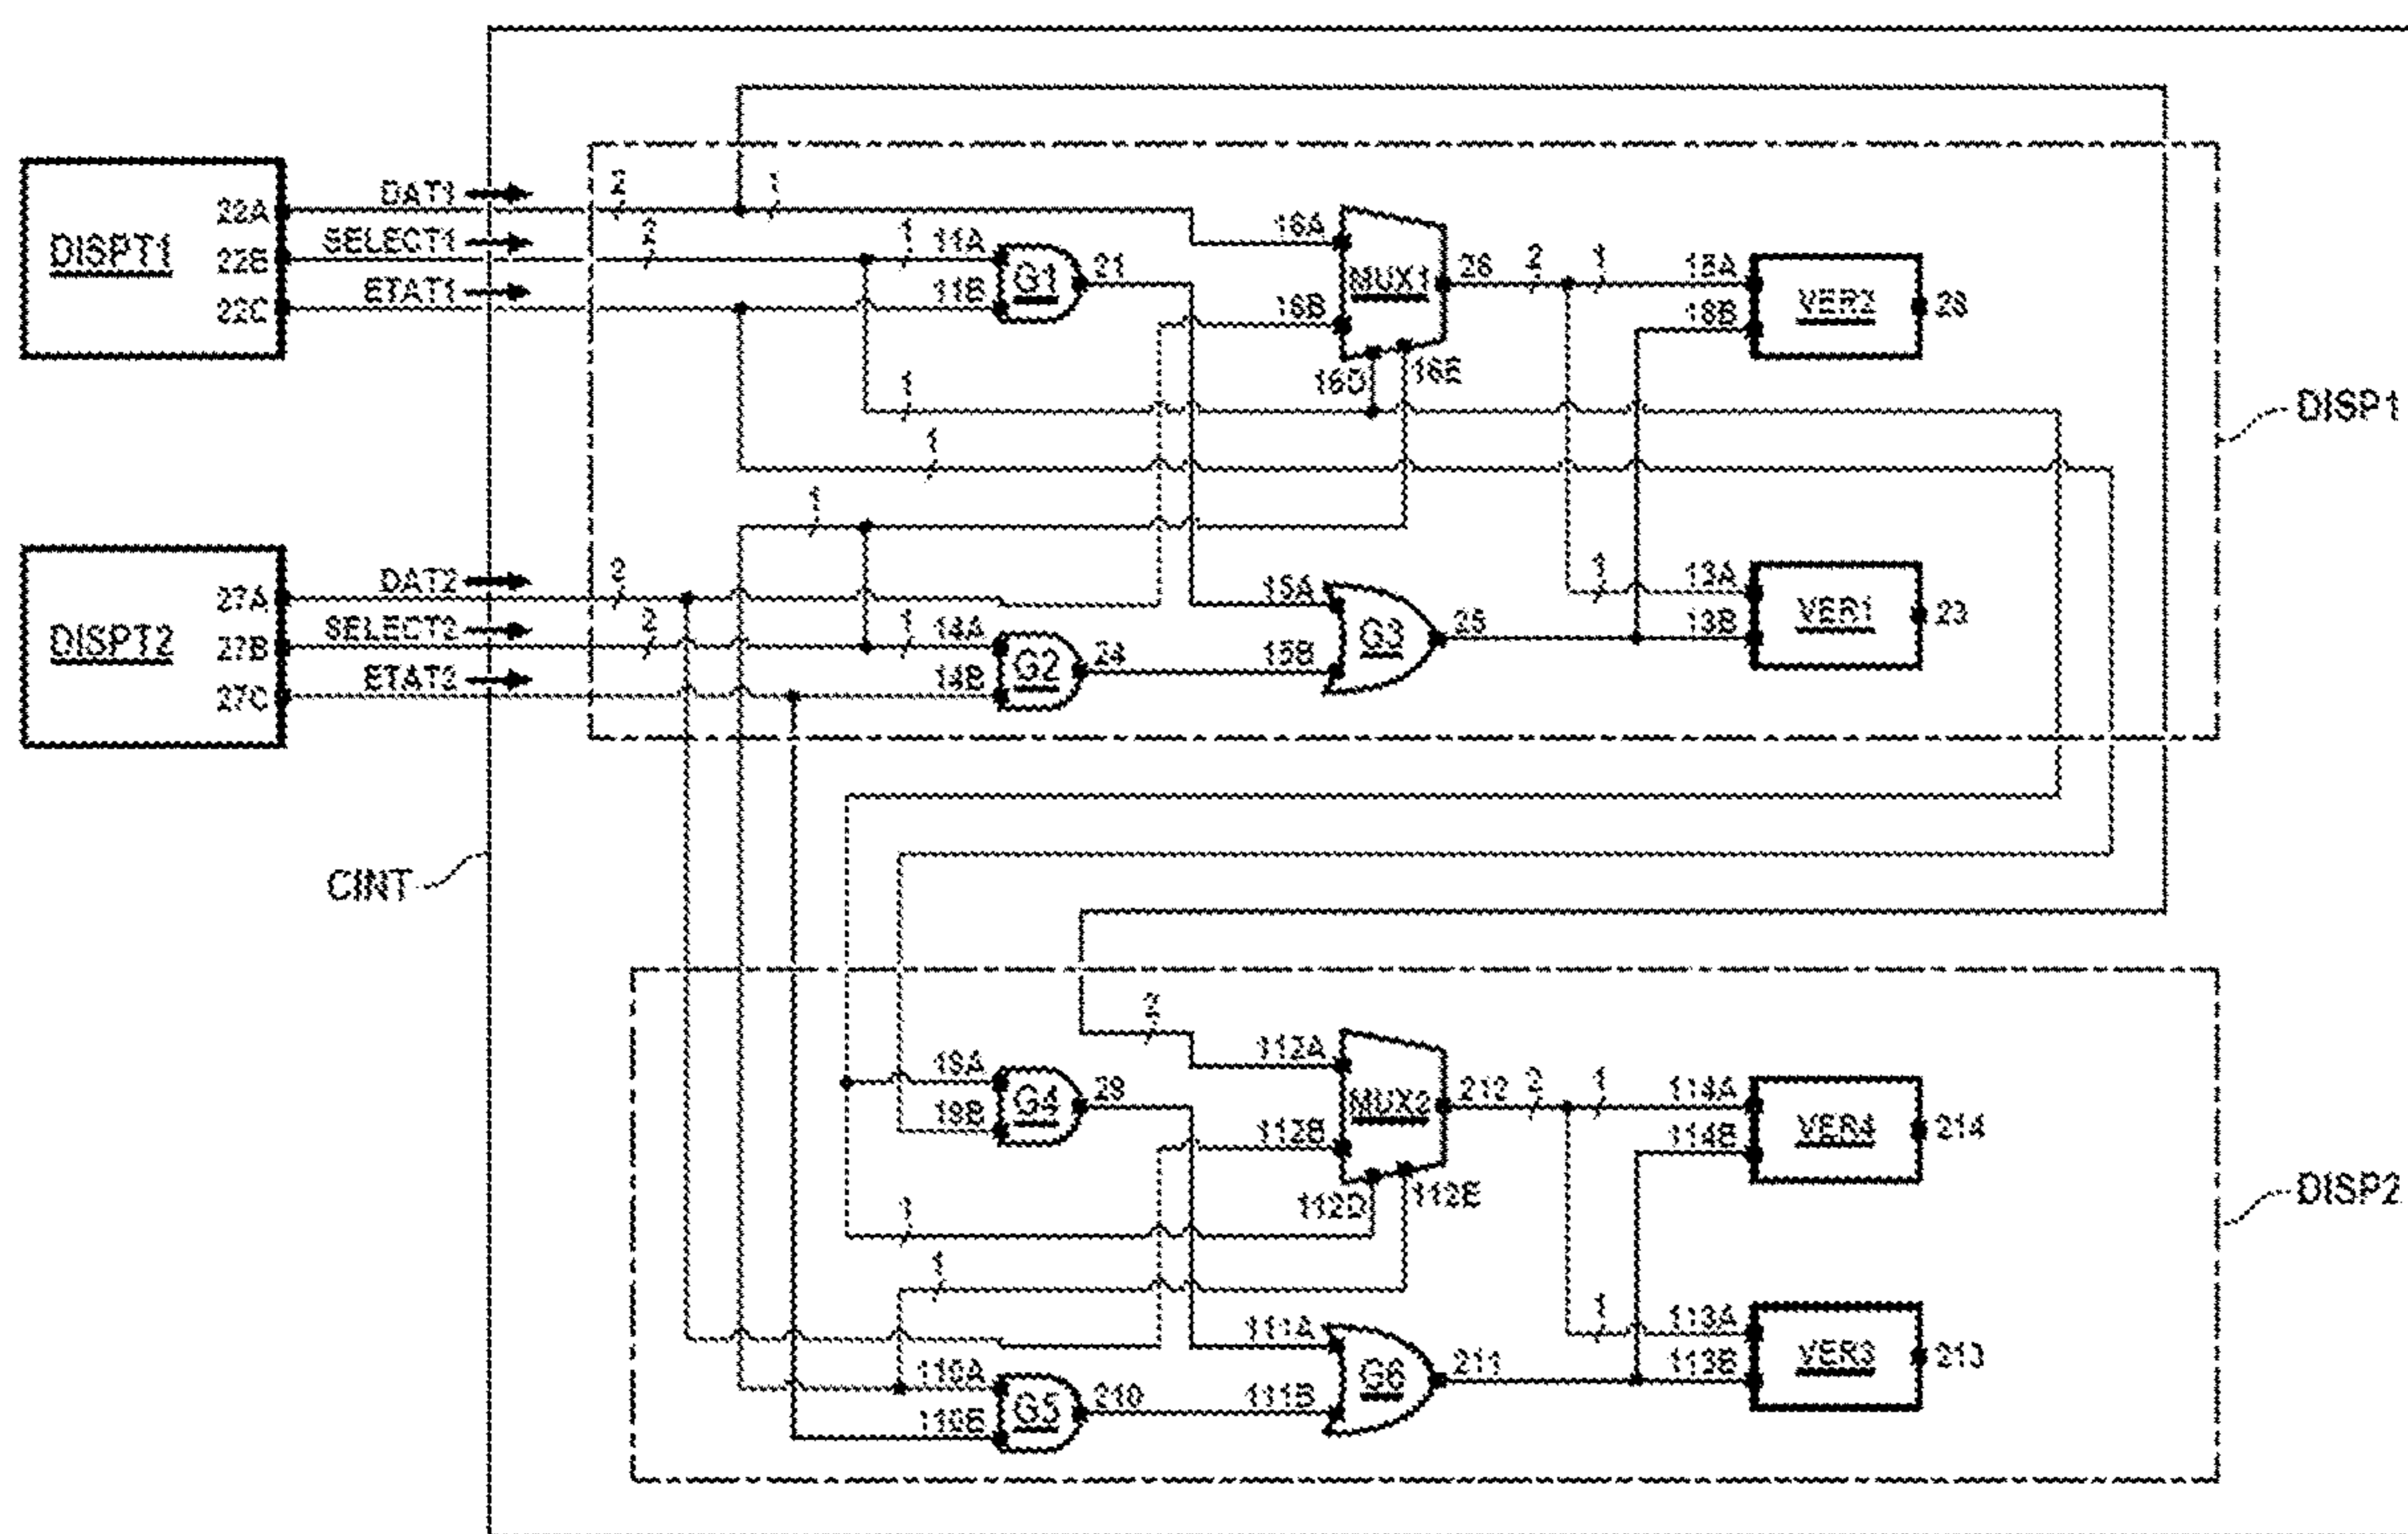 DISPT1
22A
22B
22C
DAT1
SELECT1
ETAT1
2
2
1
1
11A
11B
G1
21
16A
16B
MUX1
16D
16E
26
2
1
18A
18B
VER2
28
1
1
1
DISP1
DISPT2
27A
27B
27C
DAT2
SELECT2
ETAT2
2
2
1
14A
14B
G2
24
15A
15B
G3
25
1
13A
13B
VER1
23
CINT
2
19A
19B
G4
29
112A
112B
MUX2
112D
112E
212
2
1
114A
114B
VER4
214
DISP2
1
1
110A
110B
G5
210
111A
111B
G6
211
1
113A
113B
VER3
213